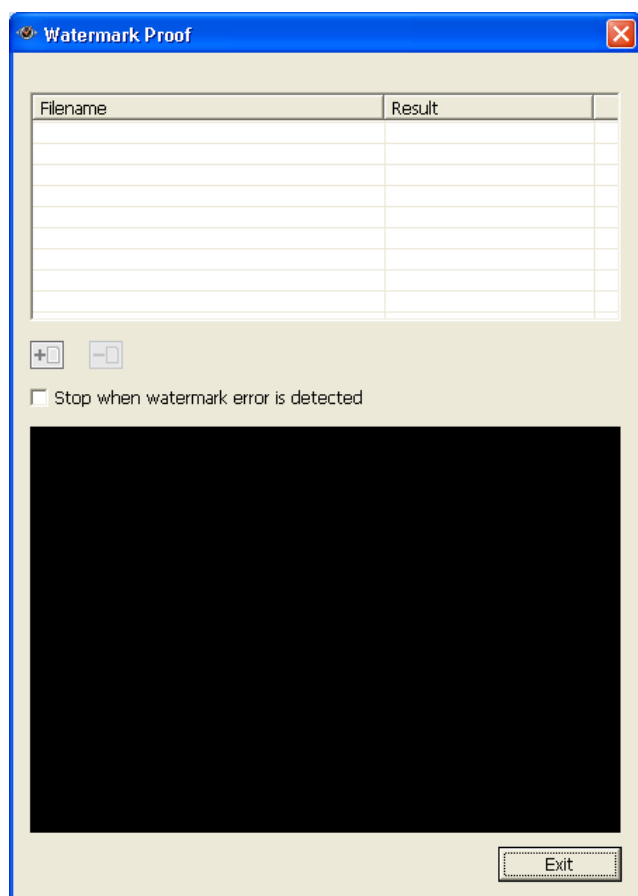 Watermark Proof
Filename Result
Stop when watermark error is detected
Exit